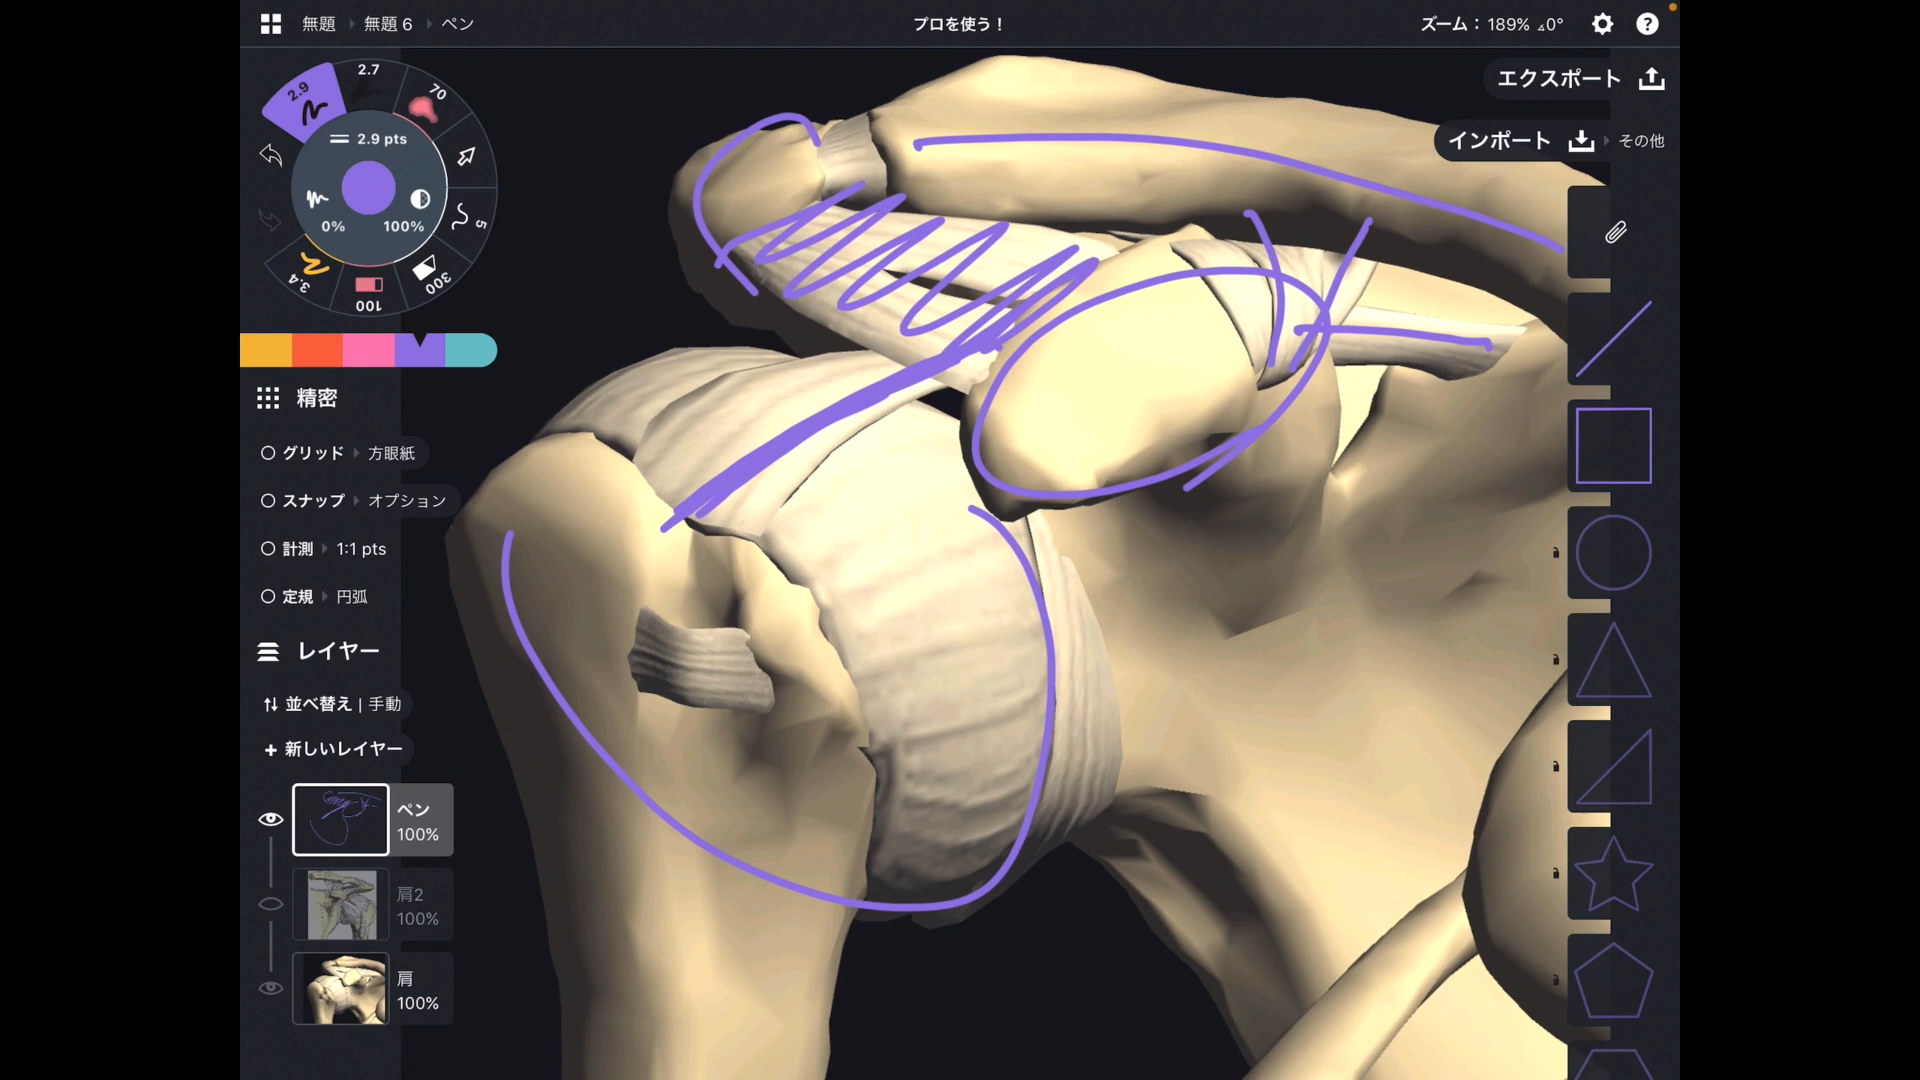 無題 無題 6 ペン
プロを使う！
ズーム：189% ⊿0°
エクスポート
インポート その他
2.9
2.7
70
5
300
100
3.4
2.9 pts
0% 100%
精密
グリッド 方眼紙
スナップ オプション
計測 1:1 pts
定規 円弧
レイヤー
並べ替え | 手動
+ 新しいレイヤー
ペン
100%
肩2
100%
肩
100%